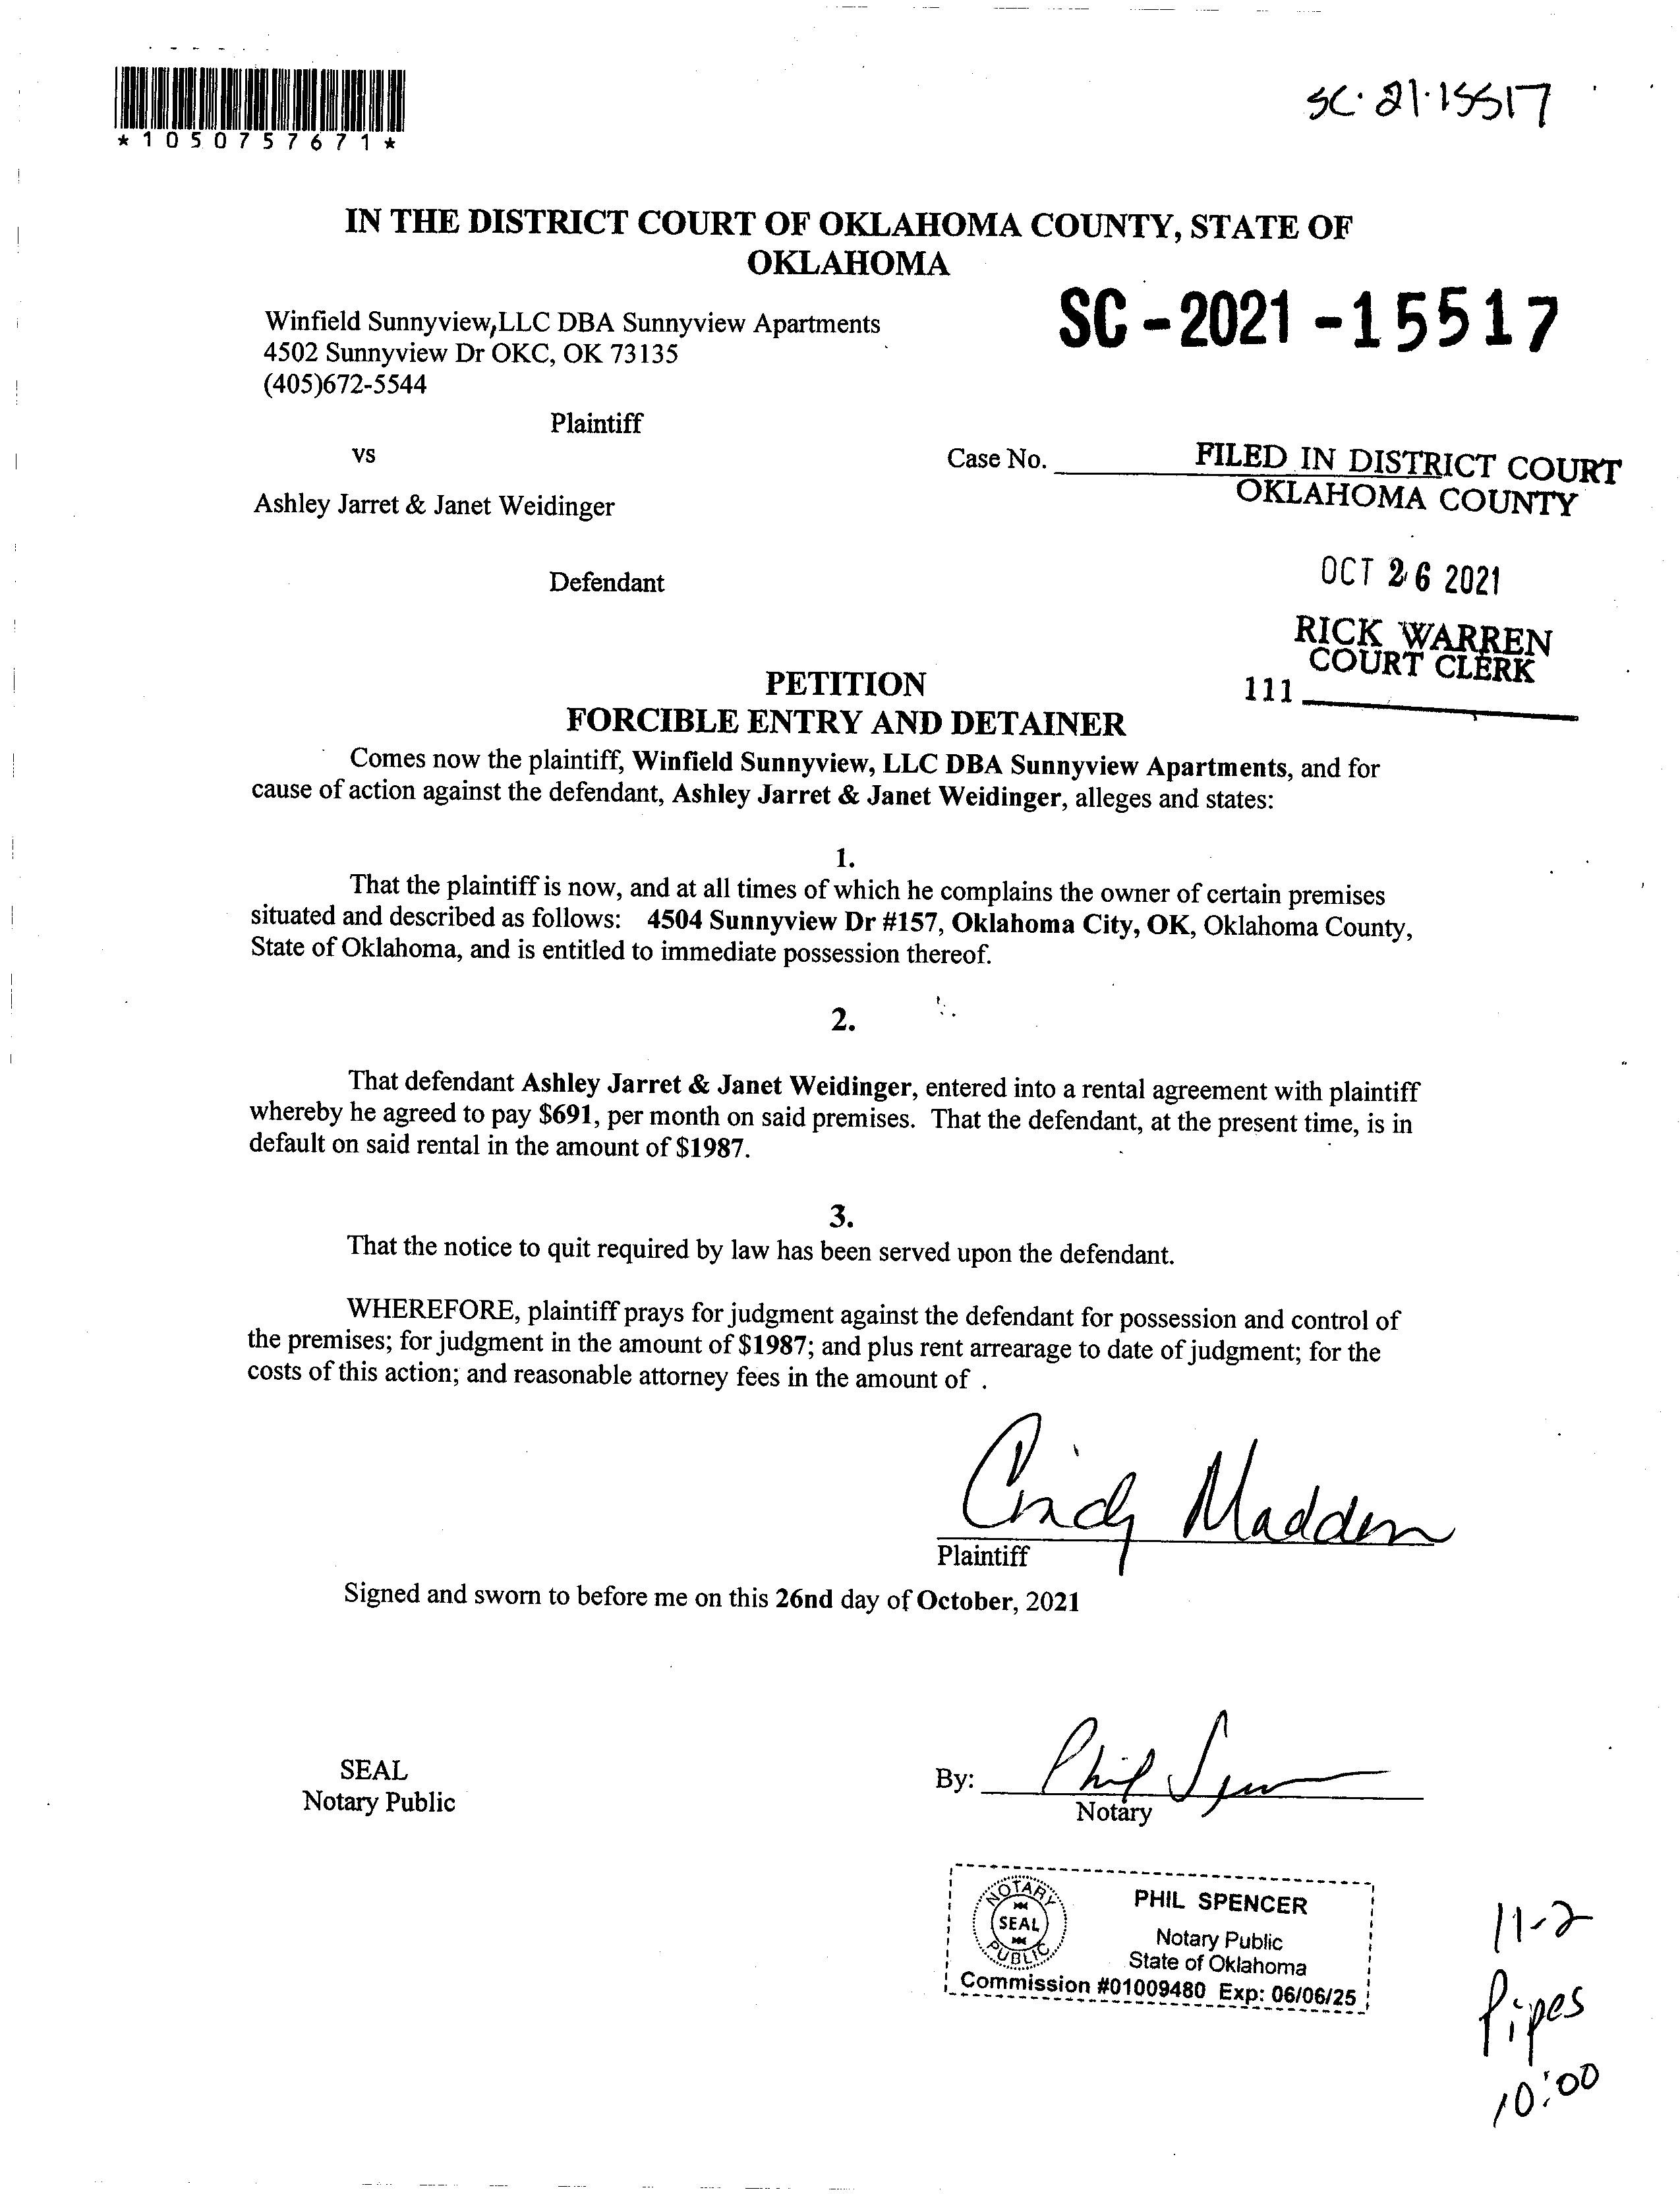 *1050757671*
SC-21-15517
IN THE DISTRICT COURT OF OKLAHOMA COUNTY, STATE OF
OKLAHOMA
Winfield Sunnyview,LLC DBA Sunnyview Apartments
4502 Sunnyview Dr OKC, OK 73135
(405)672-5544
SC-2021-15517
Plaintiff
vs
Case No.
FILED IN DISTRICT COURT
OKLAHOMA COUNTY
Ashley Jarret & Janet Weidinger
Defendant
OCT 26 2021
RICK WARREN
COURT CLERK
111
PETITION
FORCIBLE ENTRY AND DETAINER
Comes now the plaintiff, Winfield Sunnyview, LLC DBA Sunnyview Apartments, and for
cause of action against the defendant, Ashley Jarret & Janet Weidinger, alleges and states:
1.
That the plaintiff is now, and at all times of which he complains the owner of certain premises
situated and described as follows: 4504 Sunnyview Dr #157, Oklahoma City, OK, Oklahoma County,
State of Oklahoma, and is entitled to immediate possession thereof.
2.
That defendant Ashley Jarret & Janet Weidinger, entered into a rental agreement with plaintiff
whereby he agreed to pay $691, per month on said premises. That the defendant, at the present time, is in
default on said rental in the amount of $1987.
3.
That the notice to quit required by law has been served upon the defendant.
WHEREFORE, plaintiff prays for judgment against the defendant for possession and control of
the premises; for judgment in the amount of $1987; and plus rent arrearage to date of judgment; for the
costs of this action; and reasonable attorney fees in the amount of .
Cindy Madden
Plaintiff
Signed and sworn to before me on this 26nd day of October, 2021
SEAL
Notary Public
By: Phil Spencer
Notary
NOTARY
SEAL
PUBLIC
PHIL SPENCER
Notary Public
State of Oklahoma
Commission #01009480 Exp: 06/06/25
11-2
Pipes
10:00